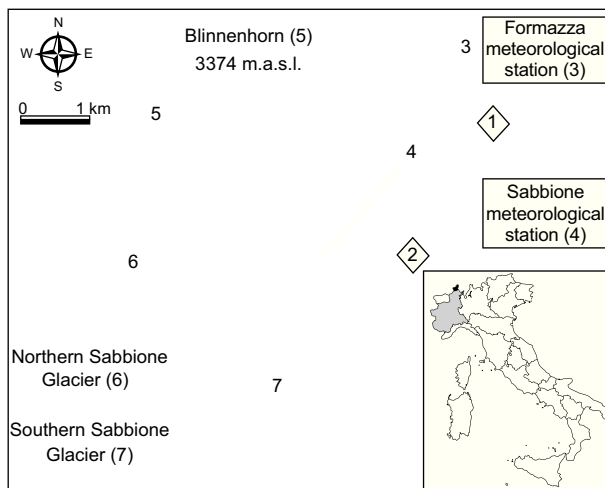 N
W E
S
0 1 km
Blinnenhorn (5)
3374 m.a.s.l.
3
Formazza
meteorological
station (3)
5
1
4
Sabbione
meteorological
station (4)
6
2
Northern Sabbione
Glacier (6)
7
Southern Sabbione
Glacier (7)